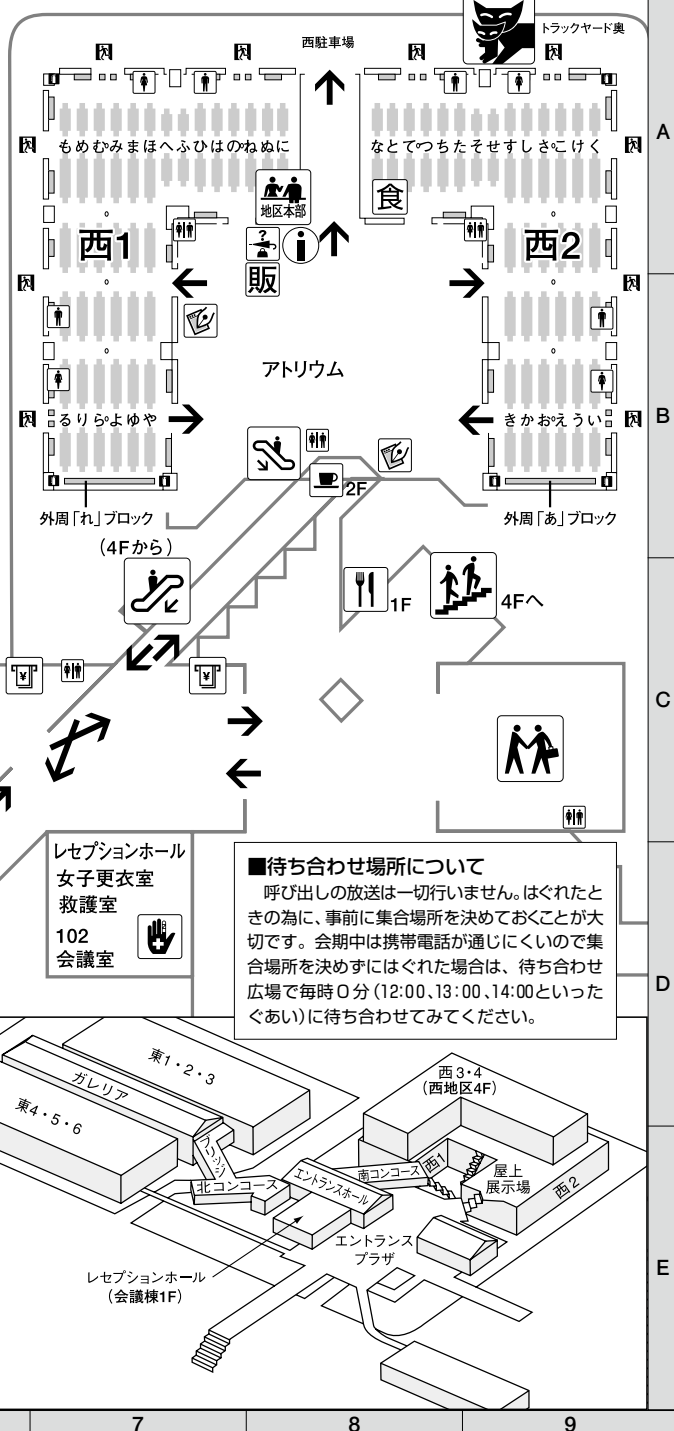 トラックヤード奥
西駐車場
A
もめむみまほへふひはのねぬに
なとてつちたそせすしさこけく
地区本部
食
西1
西2
?
i
販
アトリウム
B
るりらよゆや
きかおえうい
2F
外周「れ」ブロック
外周「あ」ブロック
(4Fから)
1F
4Fへ
¥
¥
C
レセプションホール
女子更衣室
救護室
102
会議室
■待ち合わせ場所について
呼び出しの放送は一切行いません。はぐれたと
きの為に、事前に集合場所を決めておくことが大
切です。会期中は携帯電話が通じにくいので集
合場所を決めずにはぐれた場合は、待ち合わせ
広場で毎時0分(12:00、13:00、14:00といった
ぐあい)に待ち合わせてみてください。
D
東1・2・3
ガレリア
東4・5・6
西3・4
(西地区4F)
ブリッジ
北コンコース
エントランスホール
南コンコース
西1
屋上
展示場
西2
エントランス
プラザ
レセプションホール
(会議棟1F)
E
7
8
9